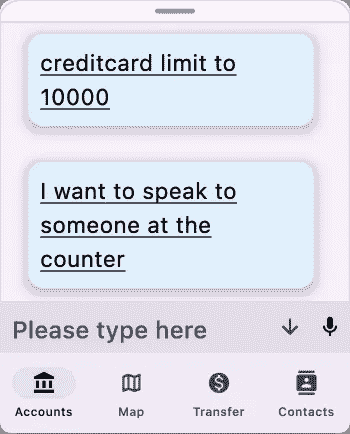 creditcard limit to
10000
I want to speak to
someone at the
counter
Please type here
Accounts
Map
Transfer
Contacts